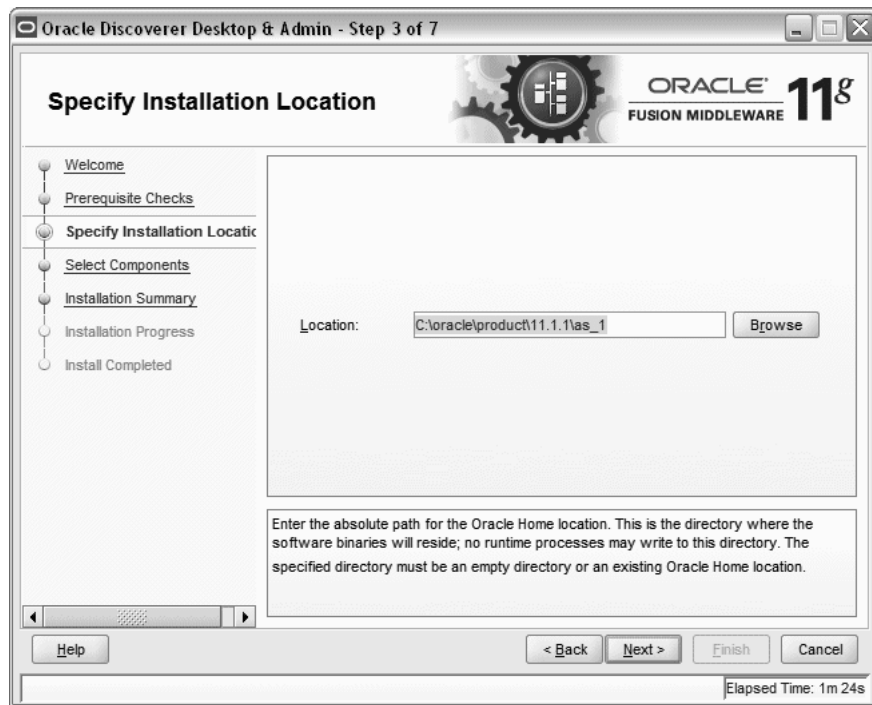 Oracle Discoverer Desktop & Admin - Step 3 of 7
Specify Installation Location
ORACLE
FUSION MIDDLEWARE
11g
Welcome
Prerequisite Checks
Specify Installation Locatic
Select Components
Installation Summary
Installation Progress
Install Completed
Location:
C:\oracle\product\11.1.1\as_1
Browse
Enter the absolute path for the Oracle Home location. This is the directory where the
software binaries will reside; no runtime processes may write to this directory. The
specified directory must be an empty directory or an existing Oracle Home location.
Help
< Back
Next >
Finish
Cancel
Elapsed Time: 1m 24s